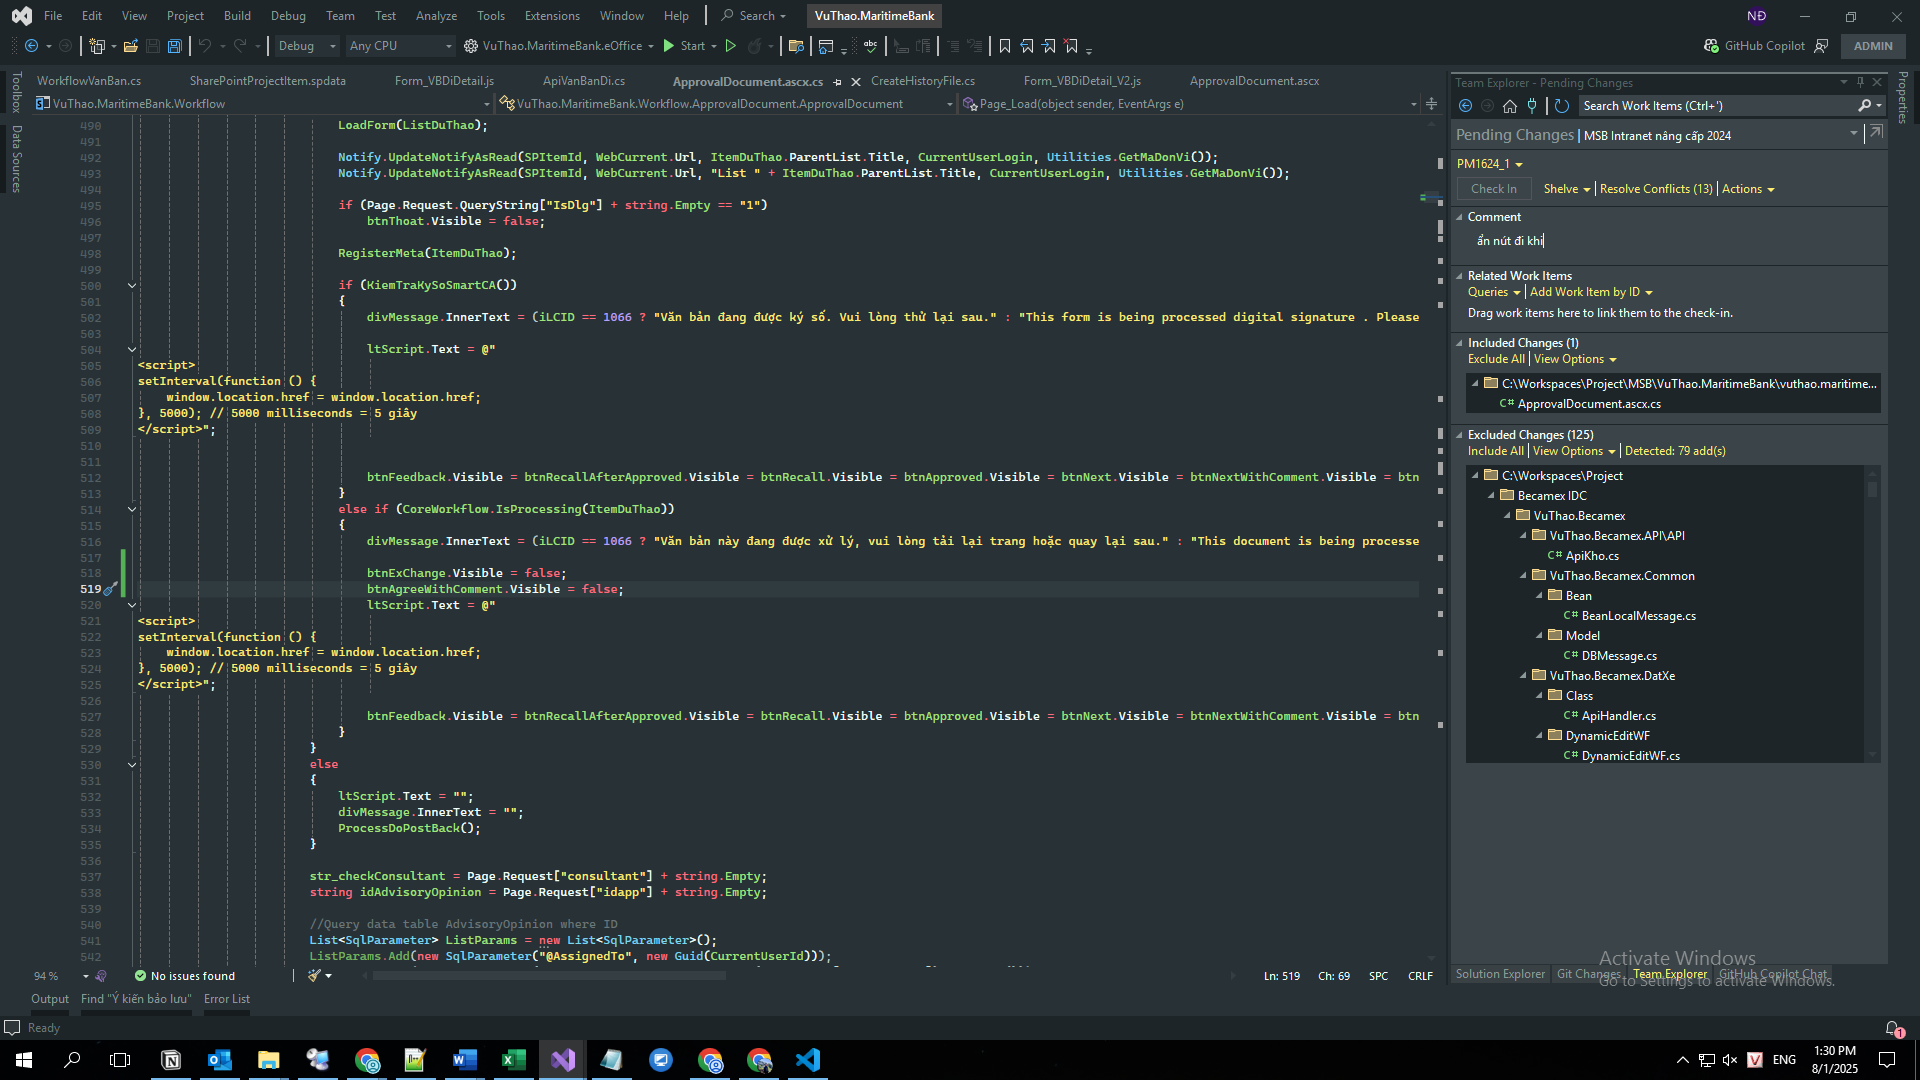 File Edit View Project Build Debug Team Test Analyze Tools Extensions Window Help Search VuThao.MaritimeBank NĐ
Debug Any CPU VuThao.MaritimeBank.eOffice Start GitHub Copilot ADMIN
WorkflowVanBan.cs SharePointProjectItem.spdata Form_VBDiDetail.js ApiVanBanDi.cs ApprovalDocument.ascx.cs CreateHistoryFile.cs Form_VBDiDetail_V2.js ApprovalDocument.ascx
VuThao.MaritimeBank.Workflow VuThao.MaritimeBank.Workflow.ApprovalDocument.ApprovalDocument Page_Load(object sender, EventArgs e)
Toolbox
Data Sources
490 LoadForm(ListDuThao);
491
492 Notify.UpdateNotifyAsRead(SPItemId, WebCurrent.Url, ItemDuThao.ParentList.Title, CurrentUserLogin, Utilities.GetMaDonVi());
493 Notify.UpdateNotifyAsRead(SPItemId, WebCurrent.Url, "List " + ItemDuThao.ParentList.Title, CurrentUserLogin, Utilities.GetMaDonVi());
494
495 if (Page.Request.QueryString["IsDlg"] + string.Empty == "1")
496 btnThoat.Visible = false;
497
498 RegisterMeta(ItemDuThao);
499
500 if (KiemTraKySoSmartCA())
501 {
502 divMessage.InnerText = (iLCID == 1066 ? "Văn bản đang được ký số. Vui lòng thử lại sau." : "This form is being processed digital signature . Please
503
504 ltScript.Text = @"
505 <script>
506 setInterval(function () {
507 window.location.href = window.location.href;
508 }, 5000); // 5000 milliseconds = 5 giây
509 </script>";
510
511
512 btnFeedback.Visible = btnRecallAfterApproved.Visible = btnRecall.Visible = btnApproved.Visible = btnNext.Visible = btnNextWithComment.Visible = btn
513 }
514 else if (CoreWorkflow.IsProcessing(ItemDuThao))
515 {
516 divMessage.InnerText = (iLCID == 1066 ? "Văn bản này đang được xử lý, vui lòng tải lại trang hoặc quay lại sau." : "This document is being processe
517
518 btnExChange.Visible = false;
519 btnAgreeWithComment.Visible = false;
520 ltScript.Text = @"
521 <script>
522 setInterval(function () {
523 window.location.href = window.location.href;
524 }, 5000); // 5000 milliseconds = 5 giây
525 </script>";
526
527 btnFeedback.Visible = btnRecallAfterApproved.Visible = btnRecall.Visible = btnApproved.Visible = btnNext.Visible = btnNextWithComment.Visible = btn
528 }
529 }
530 else
531 {
532 ltScript.Text = "";
533 divMessage.InnerText = "";
534 ProcessDoPostBack();
535 }
536
537 str_checkConsultant = Page.Request["consultant"] + string.Empty;
538 string idAdvisoryOpinion = Page.Request["idapp"] + string.Empty;
539
540 //Query data table AdvisoryOpinion where ID
541 List<SqlParameter> ListParams = new List<SqlParameter>();
542 ListParams.Add(new SqlParameter("@AssignedTo", new Guid(CurrentUserId)));
94 % No issues found Ln: 519 Ch: 69 SPC CRLF
Output Find "Ý kiến bảo lưu" Error List
Ready
Team Explorer - Pending Changes
Search Work Items (Ctrl+')
Pending Changes | MSB Intranet nâng cấp 2024
PM1624_1
Check In Shelve Resolve Conflicts (13) Actions
Comment
ẩn nút đi khi
Related Work Items
Queries Add Work Item by ID
Drag work items here to link them to the check-in.
Included Changes (1)
Exclude All View Options
C:\Workspaces\Project\MSB\VuThao.MaritimeBank\vuthao.maritime...
C# ApprovalDocument.ascx.cs
Excluded Changes (125)
Include All View Options Detected: 79 add(s)
C:\Workspaces\Project
Becamex IDC
VuThao.Becamex
VuThao.Becamex.API\API
C# ApiKho.cs
VuThao.Becamex.Common
Bean
C# BeanLocalMessage.cs
Model
C# DBMessage.cs
VuThao.Becamex.DatXe
Class
C# ApiHandler.cs
DynamicEditWF
C# DynamicEditWF.cs
Solution Explorer Git Changes Team Explorer GitHub Copilot Chat
Activate Windows
Go to Settings to activate Windows.
Properties
1
ENG
1:30 PM
8/1/2025